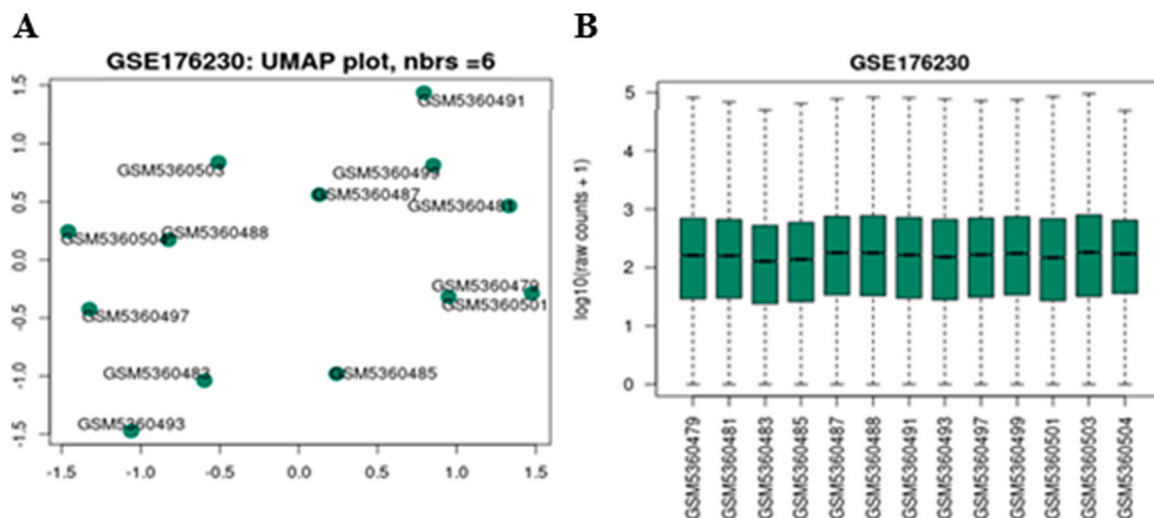 A
GSE176230: UMAP plot, nbrs =6
1.5
1.0
0.5
0.0
-0.5
-1.0
-1.5
GSM5360491
GSM5360503
GSM5360499
GSM5360487
GSM5360481
GSM5360488
GSM5360504
GSM5360479
GSM5360501
GSM5360497
GSM5360483
GSM5360485
GSM5360493
-1.5 -1.0 -0.5 0.0 0.5 1.0 1.5
B
GSE176230
log10(raw counts + 1)
5
4
3
2
1
0
GSM5360479
GSM5360481
GSM5360483
GSM5360485
GSM5360487
GSM5360488
GSM5360491
GSM5360493
GSM5360497
GSM5360499
GSM5360501
GSM5360503
GSM5360504